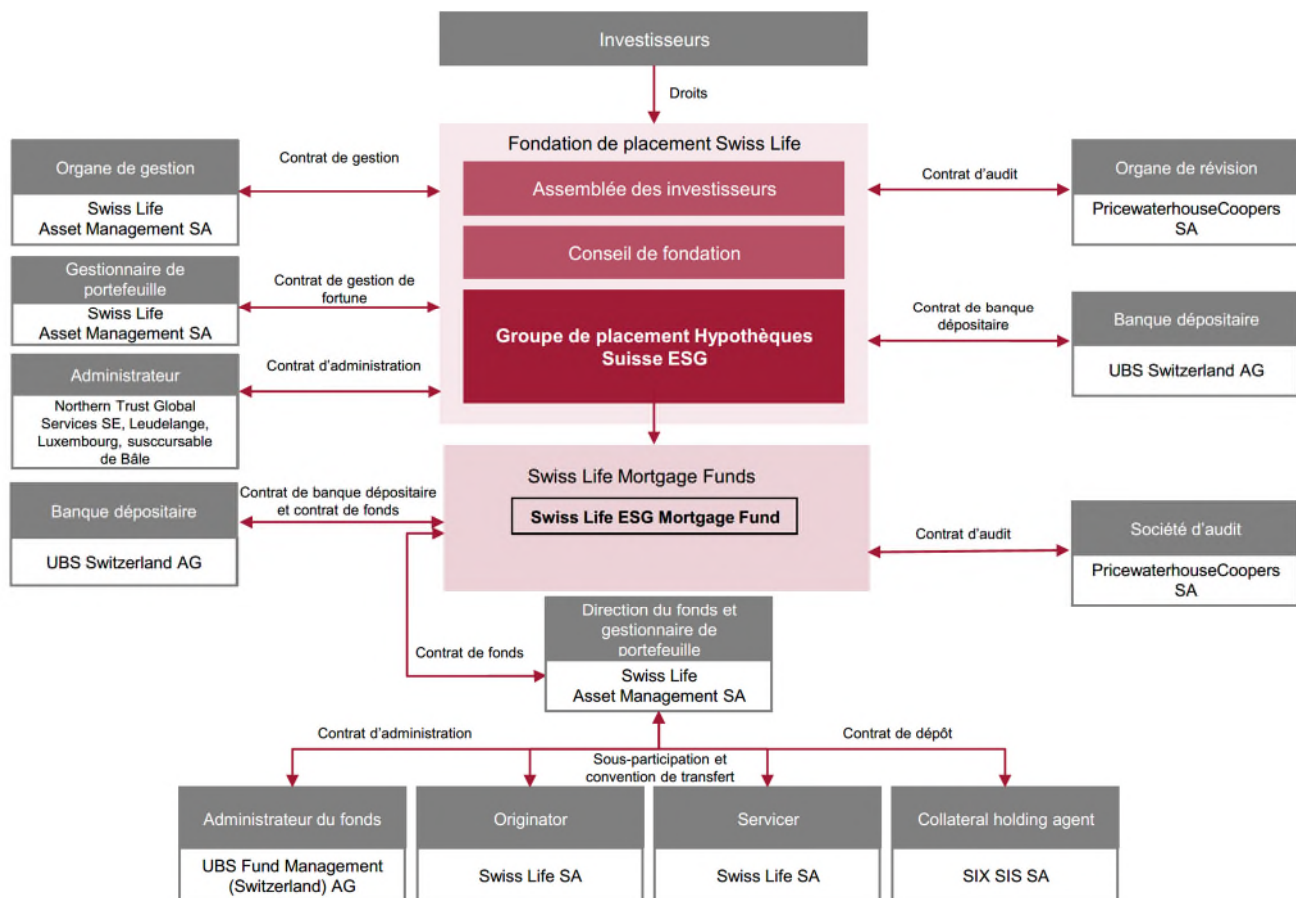 Investisseurs
Droits
Fondation de placement Swiss Life
Assemblée des investisseurs
Conseil de fondation
Groupe de placement Hypothèques
Suisse ESG
Organe de gestion
Swiss Life
Asset Management SA
Contrat de gestion
Gestionnaire de
portefeuille
Swiss Life
Asset Management SA
Contrat de gestion de
fortune
Administrateur
Northern Trust Global
Services SE, Leudelange,
Luxembourg, susccursable
de Bâle
Contrat d'administration
Contrat d'audit
Organe de révision
PricewaterhouseCoopers
SA
Contrat de banque
dépositaire
Banque dépositaire
UBS Switzerland AG
Banque dépositaire
UBS Switzerland AG
Contrat de banque dépositaire
et contrat de fonds
Swiss Life Mortgage Funds
Swiss Life ESG Mortgage Fund
Contrat d'audit
Société d'audit
PricewaterhouseCoopers
SA
Contrat de fonds
Direction du fonds et
gestionnaire de
portefeuille
Swiss Life
Asset Management SA
Contrat d'administration
Sous-participation et
convention de transfert
Contrat de dépôt
Administrateur du fonds
UBS Fund Management
(Switzerland) AG
Originator
Swiss Life SA
Servicer
Swiss Life SA
Collateral holding agent
SIX SIS SA